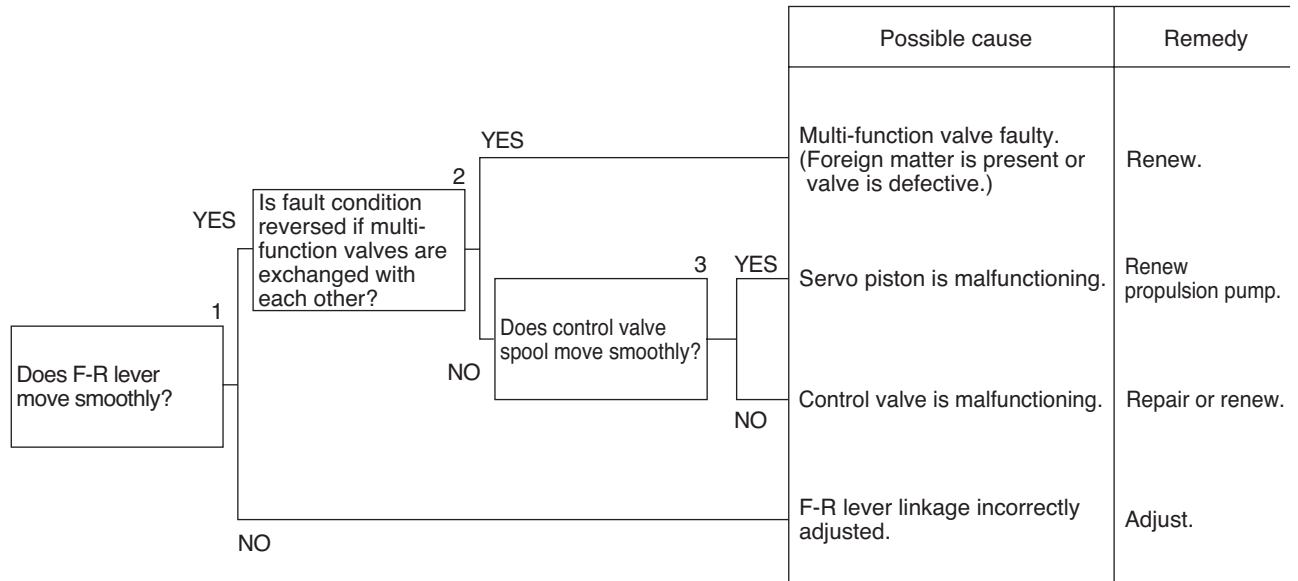 Possible cause
Remedy
YES
Multi-function valve faulty.
(Foreign matter is present or
valve is defective.)
Renew.
2
YES
Is fault condition
reversed if multi-
function valves are
exchanged with
each other?
3
YES
Servo piston is malfunctioning.
Renew
propulsion pump.
1
Does control valve
spool move smoothly?
NO
Does F-R lever
move smoothly?
NO
Control valve is malfunctioning.
Repair or renew.
F-R lever linkage incorrectly
adjusted.
Adjust.
NO